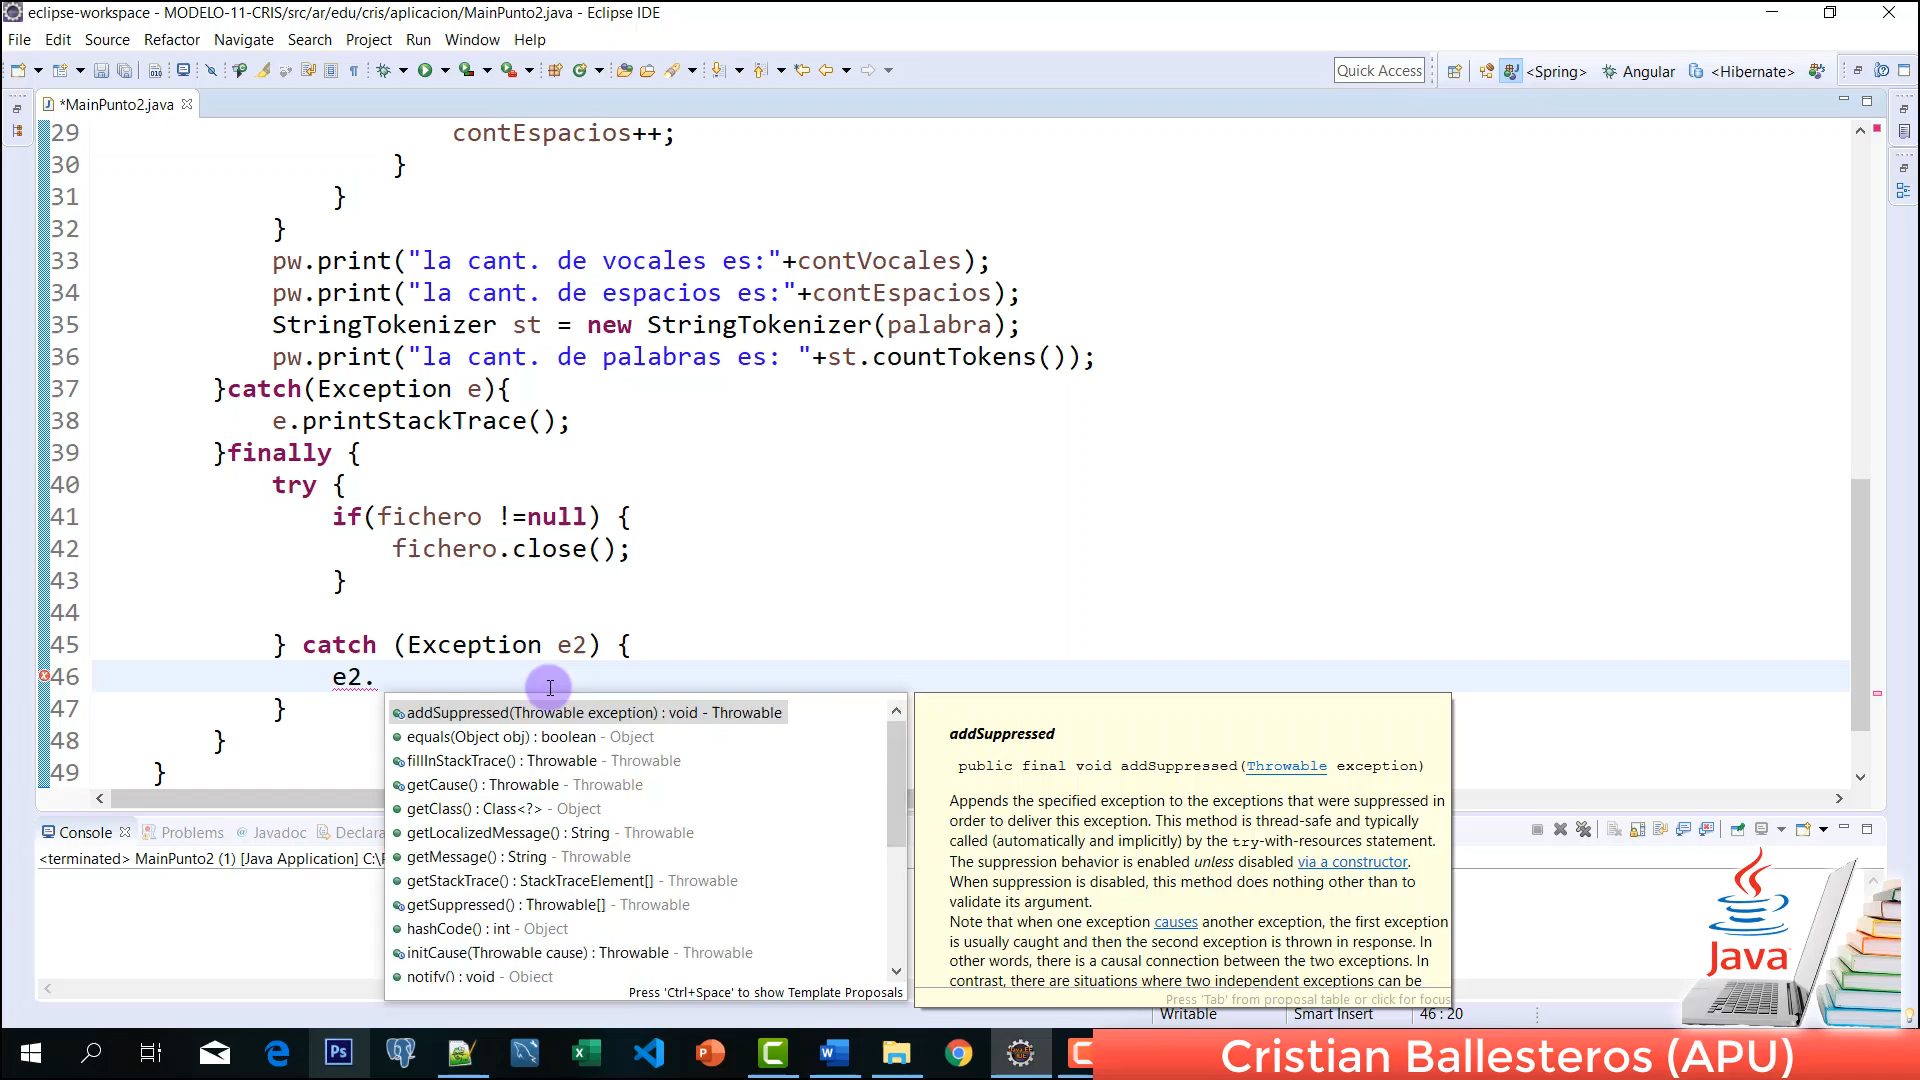 eclipse-workspace - MODELO-11-CRIS/src/ar/edu/cris/aplicacion/MainPunto2.java - Eclipse IDE
File Edit Source Refactor Navigate Search Project Run Window Help
Quick Access <Spring> Angular <Hibernate>
*MainPunto2.java
29 contEspacios++;
30 }
31 }
32 }
33 pw.print("la cant. de vocales es:"+contVocales);
34 pw.print("la cant. de espacios es:"+contEspacios);
35 StringTokenizer st = new StringTokenizer(palabra);
36 pw.print("la cant. de palabras es: "+st.countTokens());
37 }catch(Exception e){
38 e.printStackTrace();
39 }finally {
40 try {
41 if(fichero !=null) {
42 fichero.close();
43 }
44
45 } catch (Exception e2) {
46 e2.
47 }
48 }
49 }
addSuppressed(Throwable exception) : void - Throwable
equals(Object obj) : boolean - Object
fillInStackTrace() : Throwable - Throwable
getCause() : Throwable - Throwable
getClass() : Class<?> - Object
getLocalizedMessage() : String - Throwable
getMessage() : String - Throwable
getStackTrace() : StackTraceElement[] - Throwable
getSuppressed() : Throwable[] - Throwable
hashCode() : int - Object
initCause(Throwable cause) : Throwable - Throwable
notify() : void - Object
Press 'Ctrl+Space' to show Template Proposals
addSuppressed
public final void addSuppressed(Throwable exception)
Appends the specified exception to the exceptions that were suppressed in
order to deliver this exception. This method is thread-safe and typically
called (automatically and implicitly) by the try-with-resources statement.
The suppression behavior is enabled unless disabled via a constructor.
When suppression is disabled, this method does nothing other than to
validate its argument.
Note that when one exception causes another exception, the first exception
is usually caught and then the second exception is thrown in response. In
other words, there is a causal connection between the two exceptions. In
contrast, there are situations where two independent exceptions can be
Press 'Tab' from proposal table or click for focus
Console Problems @ Javadoc Declara
<terminated> MainPunto2 (1) [Java Application] C:\P
Writable Smart Insert 46 : 20
Java
Ps
Cristian Ballesteros (APU)